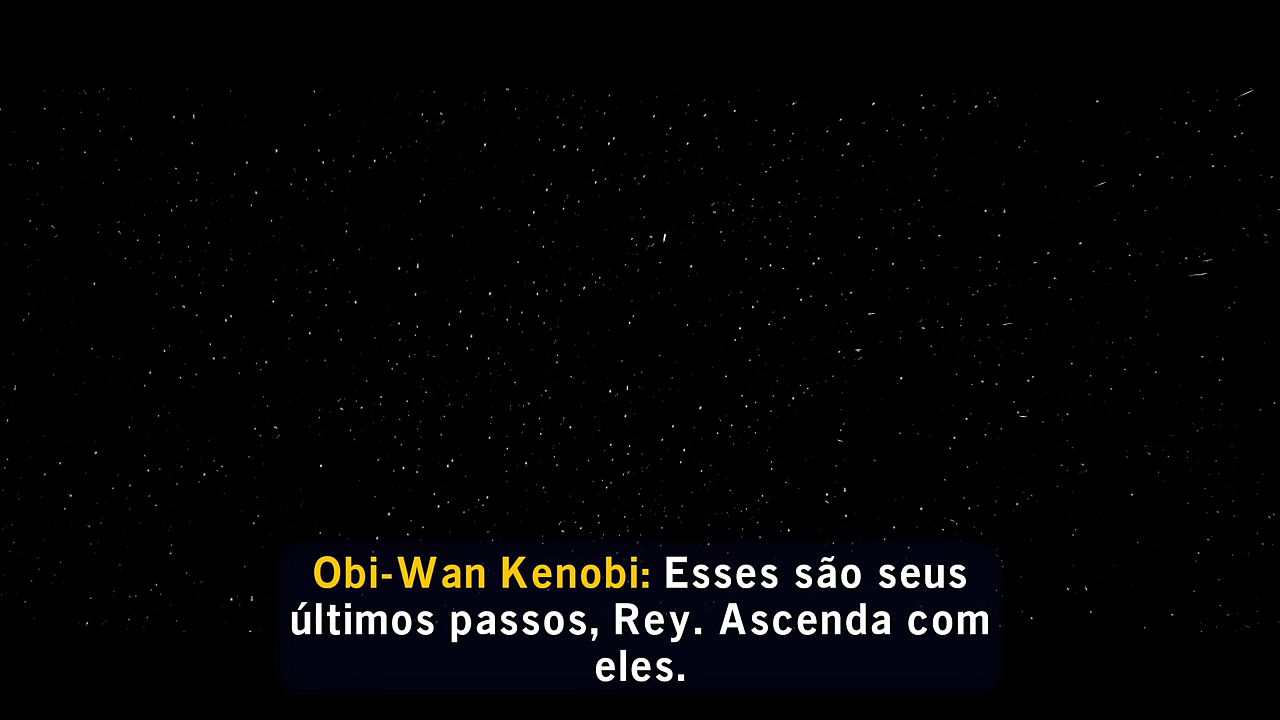 Obi-Wan Kenobi: Esses são seus
últimos passos, Rey. Ascenda com
eles.